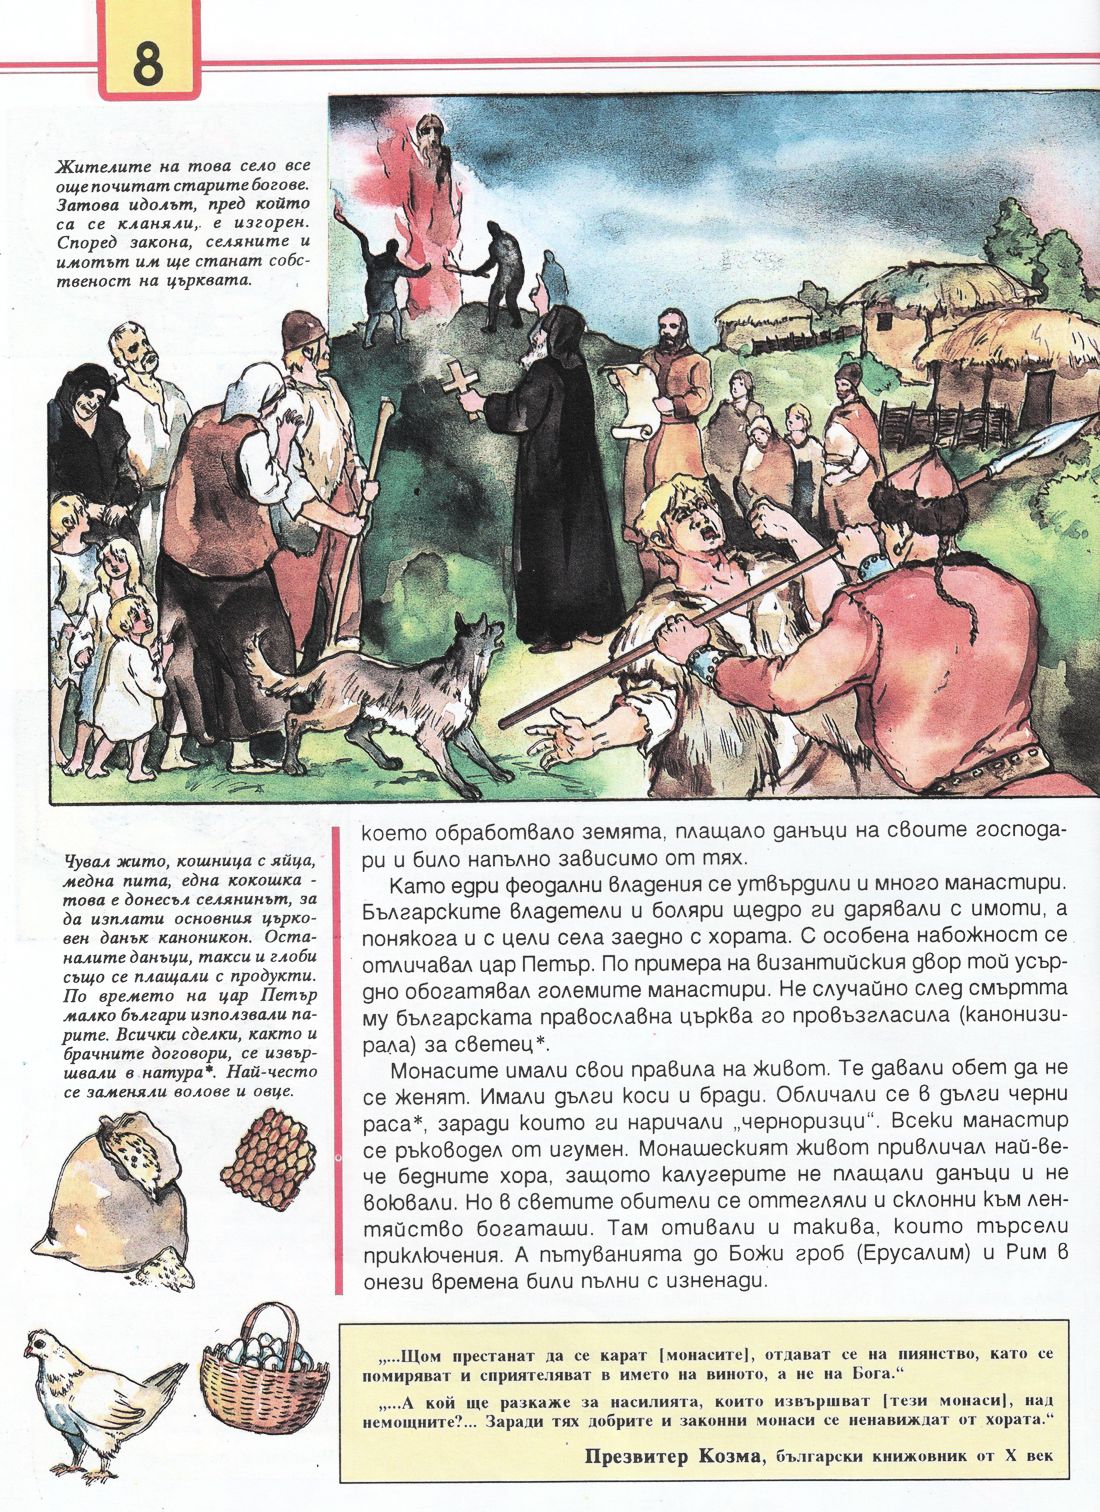 8
Жителите на това село все
още почитат старите богове.
Затова идолът, пред който
са се кланяли, е изгорен.
Според закона, селяните и
имотът им ще станат собс-
твеност на църквата.
Чувал жито, кошница с яйца,
медна пита, една кокошка -
това е донесъл селянинът, за
да изплати основния църко-
вен данък каноникон. Оста-
налите данъци, такси и глоби
също се плащали с продукти.
По времето на цар Петър
малко българи използвали па-
рите. Всички сделки, както и
брачните договори, се извър-
швали в натура*. Най-често
се заменяли волове и овце.
което обработвало земята, плащало данъци на своите господа-
ри и било напълно зависимо от тях.
Като едри феодални владения се утвърдили и много манастири.
Българските владетели и боляри щедро ги дарявали с имоти, а
понякога и с цели села заедно с хората. С особена набожност се
отличавал цар Петър. По примера на византийския двор той усър-
дно обогатявал големите манастири. Не случайно след смъртта
му българската православна църква го провъзгласила (канонизи-
рала) за светец*.
Монасите имали свои правила на живот. Те давали обет да не
се женят. Имали дълги коси и бради. Обличали се в дълги черни
раса*, заради които ги наричали „черноризци“. Всеки манастир
се ръководел от игумен. Монашеският живот привличал най-ве-
че бедните хора, защото калугерите не плащали данъци и не
воювали. Но в светите обители се оттегляли и склонни към лен-
тяйство богаташи. Там отивали и такива, които търсели
приключения. А пътуванията до Божи гроб (Ерусалим) и Рим в
онези времена били пълни с изненади.
„...Щом престанат да се карат [монасите], отдават се на пиянство, като се
помиряват и сприятеляват в името на виното, а не на Бога.“
„...А кой ще разкаже за насилията, които извършват [тези монаси], над
немощните?... Заради тях добрите и законни монаси се ненавиждат от хората.“
Презвитер Козма, български книжовник от X век